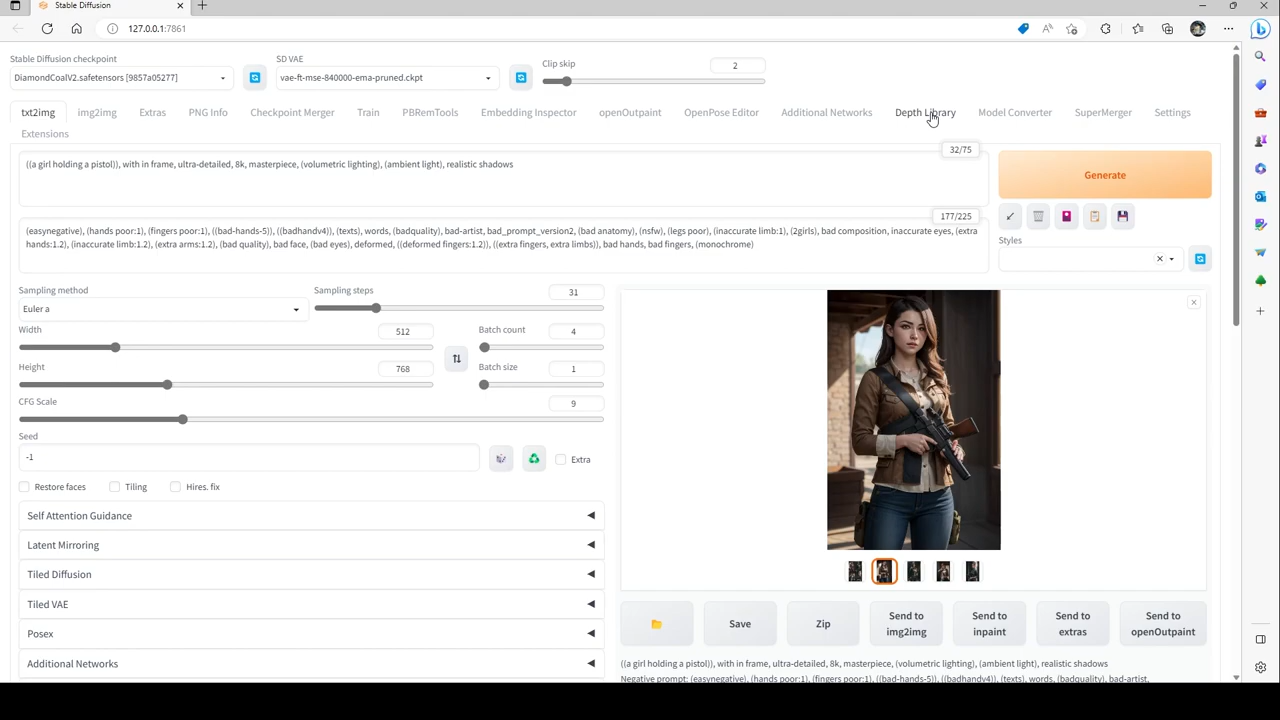 Stable Diffusion
127.0.0.1:7861
Stable Diffusion checkpoint
SD VAE
Clip skip
2
DiamondCoalV2.safetensors [9857a05277]
vae-ft-mse-840000-ema-pruned.ckpt
txt2img
img2img
Extras
PNG Info
Checkpoint Merger
Train
PBRemTools
Embedding Inspector
openOutpaint
OpenPose Editor
Additional Networks
Depth Library
Model Converter
SuperMerger
Settings
Extensions
32/75
((a girl holding a pistol)), with in frame, ultra-detailed, 8k, masterpiece, (volumetric lighting), (ambient light), realistic shadows
Generate
177/225
(easynegative), (hands poor:1), (fingers poor:1), ((bad-hands-5)), ((badhandv4)), (texts), words, (badquality), bad-artist, bad_prompt_version2, (bad anatomy), (nsfw), (legs poor), (inaccurate limb:1), (2girls), bad composition, inaccurate eyes, (extra
hands:1.2), (inaccurate limb:1.2), (extra arms:1.2), (bad quality), bad face, (bad eyes), deformed, ((deformed fingers:1.2)), ((extra fingers, extra limbs)), bad hands, bad fingers, (monochrome)
Styles
Sampling method
Sampling steps
31
Euler a
Width
512
Batch count
4
Height
768
Batch size
1
CFG Scale
9
Seed
-1
Extra
Restore faces
Tiling
Hires. fix
Self Attention Guidance
Latent Mirroring
Tiled Diffusion
Tiled VAE
Posex
Additional Networks
Save
Zip
Send to
img2img
Send to
inpaint
Send to
extras
Send to
openOutpaint
((a girl holding a pistol)), with in frame, ultra-detailed, 8k, masterpiece, (volumetric lighting), (ambient light), realistic shadows
Negative prompt: (easynegative), (hands poor:1), (fingers poor:1), ((bad-hands-5)), ((badhandv4)), (texts), words, (badquality), bad-artist,